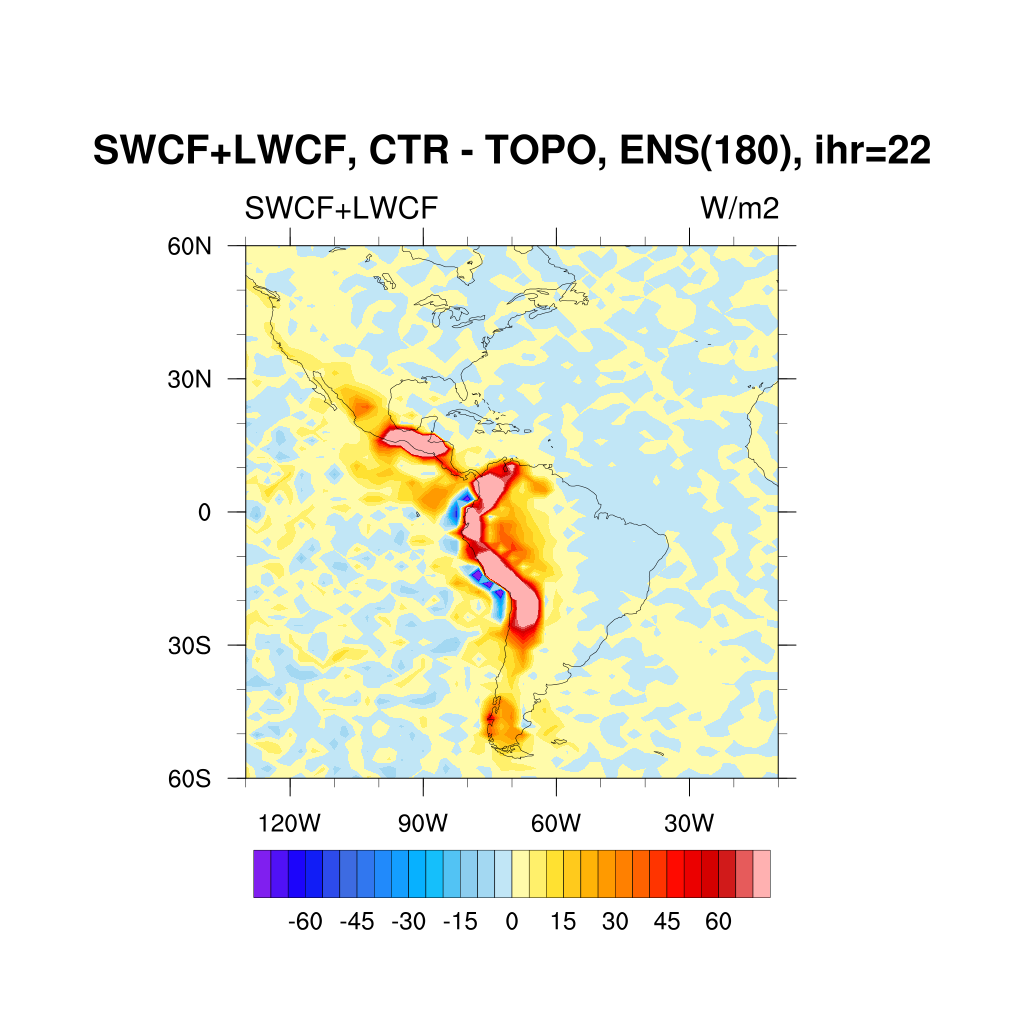 SWCF+LWCF, CTR - TOPO, ENS(180), ihr=22
SWCF+LWCF W/m2
60N
30N
0
30S
60S
120W 90W 60W 30W
-60 -45 -30 -15 0 15 30 45 60